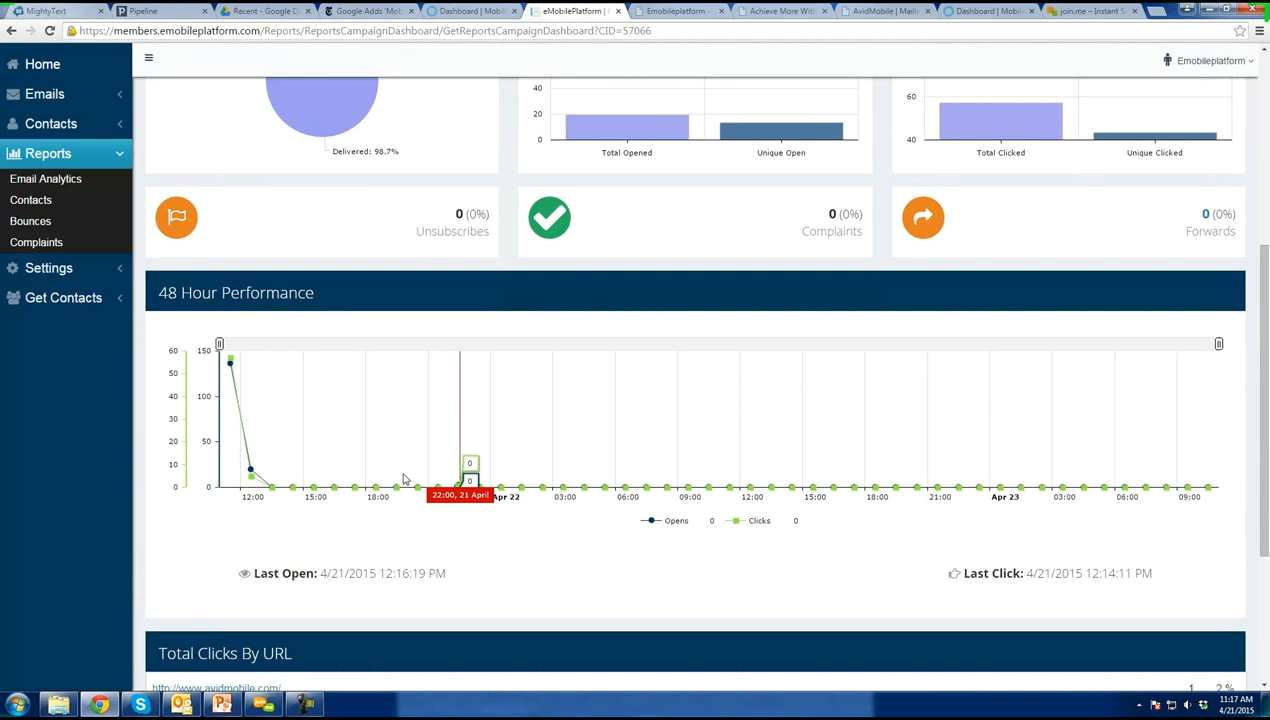 MightyText
Pipeline
Recent - Google D
Google Adds 'Mob
Dashboard | Mobil
eMobilePlatform | C
Emobileplatform -
Achieve More With
AvidMobile | Mailin
Dashboard | Mobil
join.me – Instant S
https://members.emobileplatform.com/Reports/ReportsCampaignDashboard/GetReportsCampaignDashboard?CID=57066
Home
Emails
Contacts
Reports
Email Analytics
Contacts
Bounces
Complaints
Settings
Get Contacts
Emobileplatform
Delivered: 98.7%
40
20
0
Total Opened
Unique Open
60
40
Total Clicked
Unique Clicked
0 (0%)
Unsubscribes
0 (0%)
Complaints
0 (0%)
Forwards
48 Hour Performance
60
50
40
30
20
10
0
150
100
50
0
0
0
22:00, 21 April
12:00
15:00
18:00
Apr 22
03:00
06:00
09:00
12:00
15:00
18:00
21:00
Apr 23
03:00
06:00
09:00
Opens 0
Clicks 0
Last Open: 4/21/2015 12:16:19 PM
Last Click: 4/21/2015 12:14:11 PM
Total Clicks By URL
http://www.avidmobile.com/
1
2 %
11:17 AM
4/21/2015